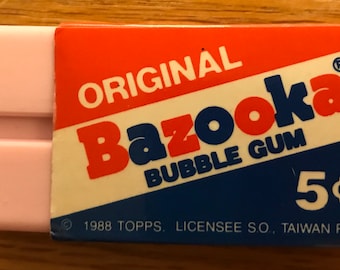 ORIGINAL
Bazooka®
BUBBLE GUM
5¢
© 1988 TOPPS, LICENSEE S.O., TAIWAN